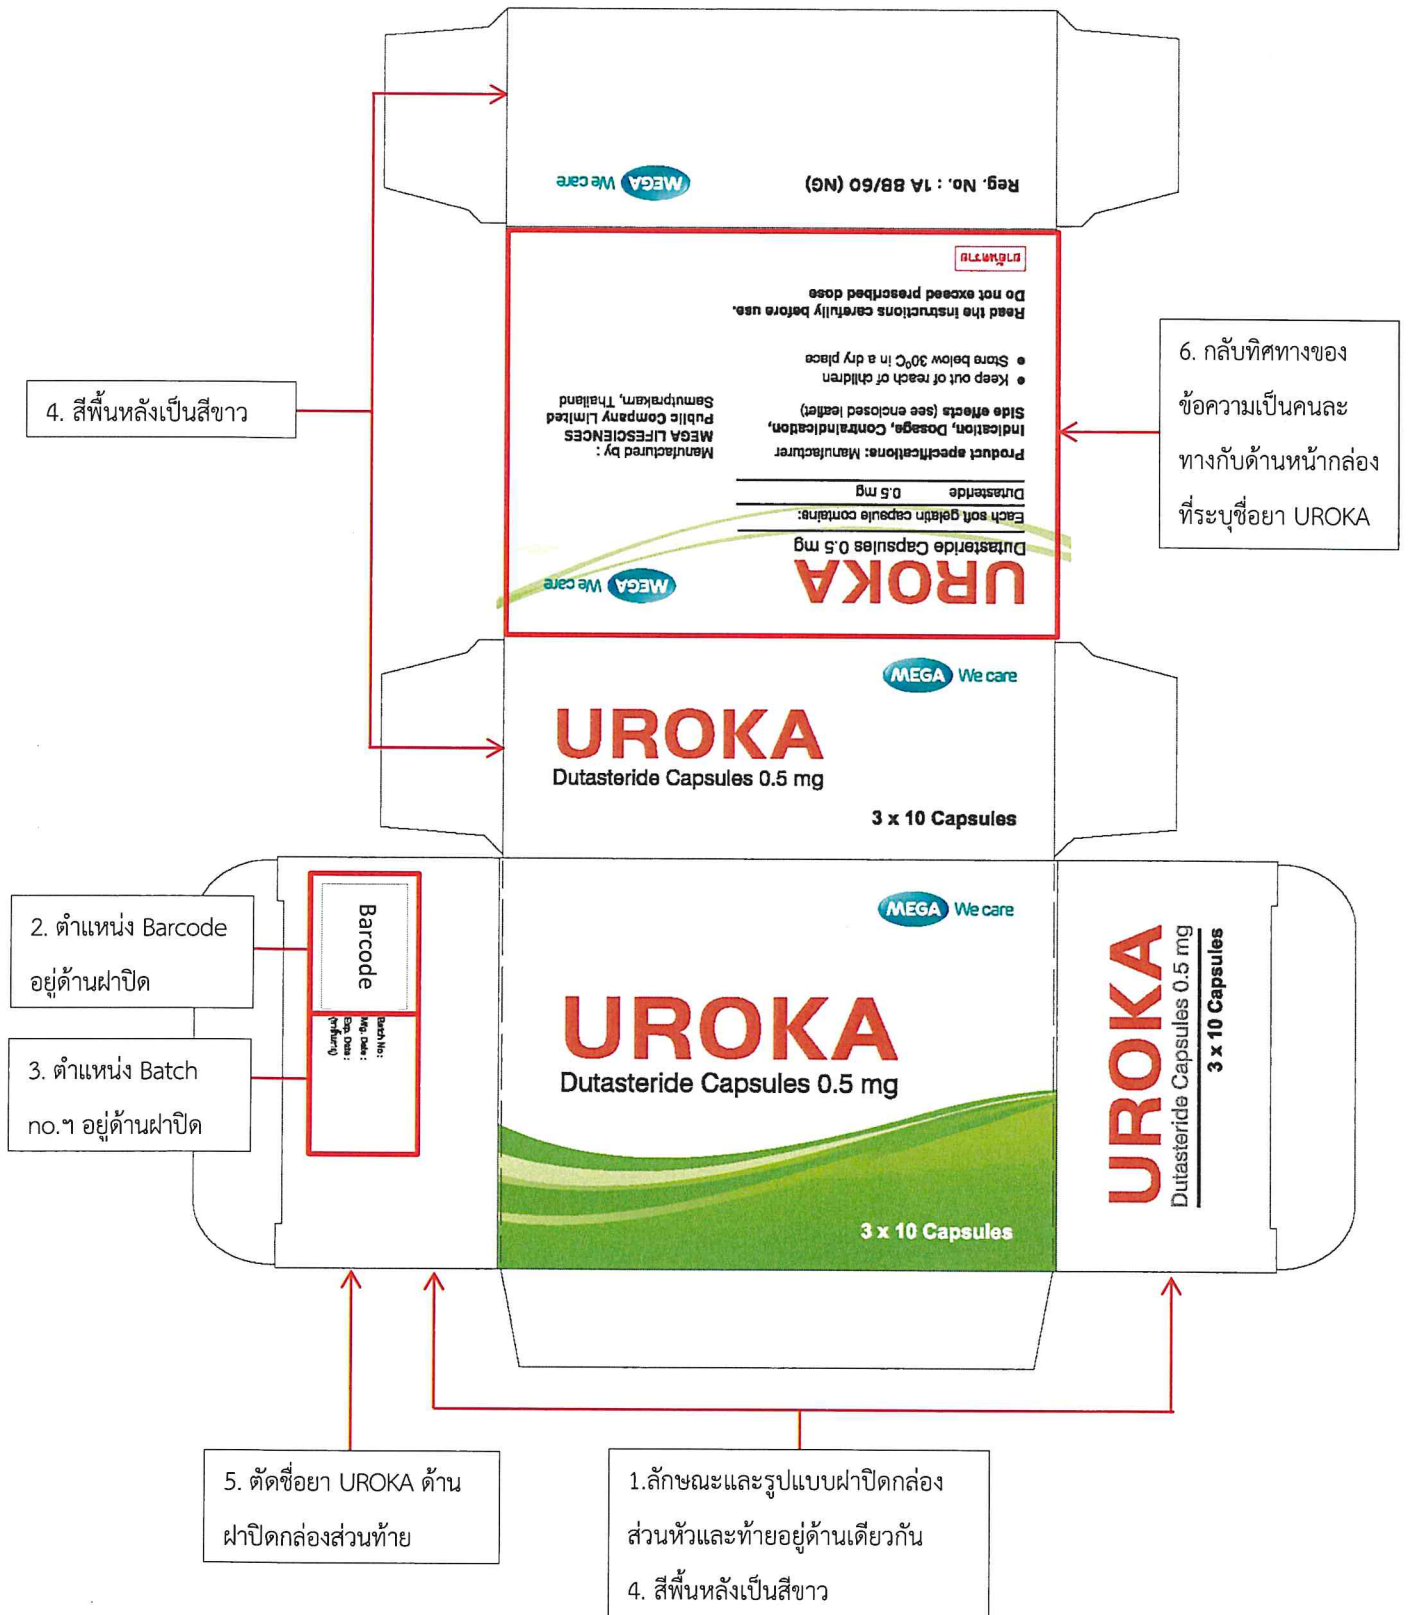 MEGA We care
Reg. No. : 1A 88/60 (NG)
UROKA
MEGA We care
Dutasteride Capsules 0.5 mg
Each soft gelatin capsule contains:
Dutasteride 0.5 mg
Product specifications: Manufacturer
Indication, Dosage, Contraindication,
Side effects (see enclosed leaflet)
● Keep out of reach of children
● Store below 30ºC in a dry place
Read the instructions carefully before use.
Do not exceed prescribed dose
ยาอันตราย
Manufactured by :
MEGA LIFESCIENCES
Public Company Limited
Samutprakarn, Thailand
6. กลับทิศทางของ
ข้อความเป็นคนละ
ทางกับด้านหน้ากล่อง
ที่ระบุชื่อยา UROKA
4. สีพื้นหลังเป็นสีขาว
MEGA We care
UROKA
Dutasteride Capsules 0.5 mg
3 x 10 Capsules
2. ตำแหน่ง Barcode
อยู่ด้านฝาปิด
3. ตำแหน่ง Batch
no.ฯ อยู่ด้านฝาปิด
Barcode
Batch No :
Mfg. Date :
Exp. Date :
(ยาสิ้นอายุ)
MEGA We care
UROKA
Dutasteride Capsules 0.5 mg
3 x 10 Capsules
UROKA
Dutasteride Capsules 0.5 mg
3 x 10 Capsules
5. ตัดชื่อยา UROKA ด้าน
ฝาปิดกล่องส่วนท้าย
1.ลักษณะและรูปแบบฝาปิดกล่อง
ส่วนหัวและท้ายอยู่ด้านเดียวกัน
4. สีพื้นหลังเป็นสีขาว